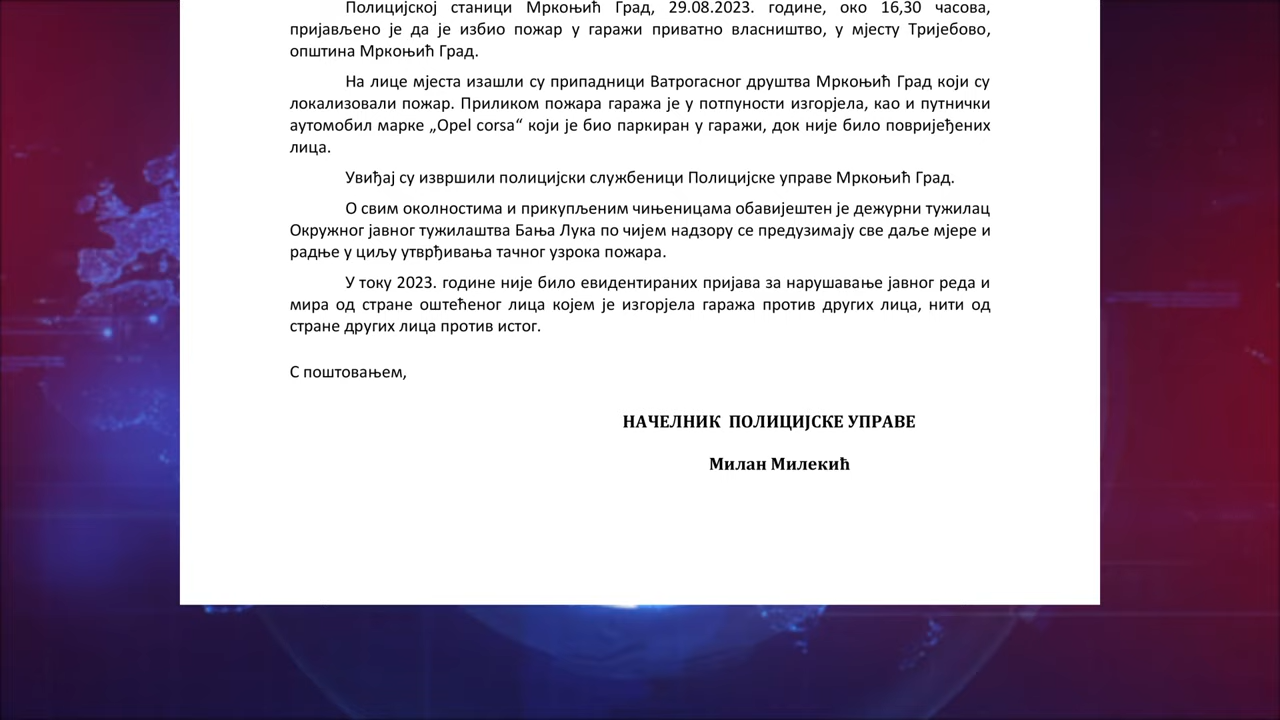 Полицијској станици Мркоњић Град, 29.08.2023. године, око 16,30 часова,
пријављено је да је избио пожар у гаражи приватно власништво, у мјесту Тријебово,
општина Мркоњић Град.
На лице мјеста изашли су припадници Ватрогасног друштва Мркоњић Град који су
локализовали пожар. Приликом пожара гаража је у потпуности изгорјела, као и путнички
аутомобил марке „Opel corsa“ који је био паркиран у гаражи, док није било повријеђених
лица.
Увиђај су извршили полицијски службеници Полицијске управе Мркоњић Град.
О свим околностима и прикупљеним чињеницама обавијештен је дежурни тужилац
Окружног јавног тужилаштва Бања Лука по чијем надзору се предузимају све даље мјере и
радње у циљу утврђивања тачног узрока пожара.
У току 2023. године није било евидентираних пријава за нарушавање јавног реда и
мира од стране оштећеног лица којем је изгорјела гаража против других лица, нити од
стране других лица против истог.
С поштовањем,
НАЧЕЛНИК ПОЛИЦИЈСКЕ УПРАВЕ
Милан Милекић